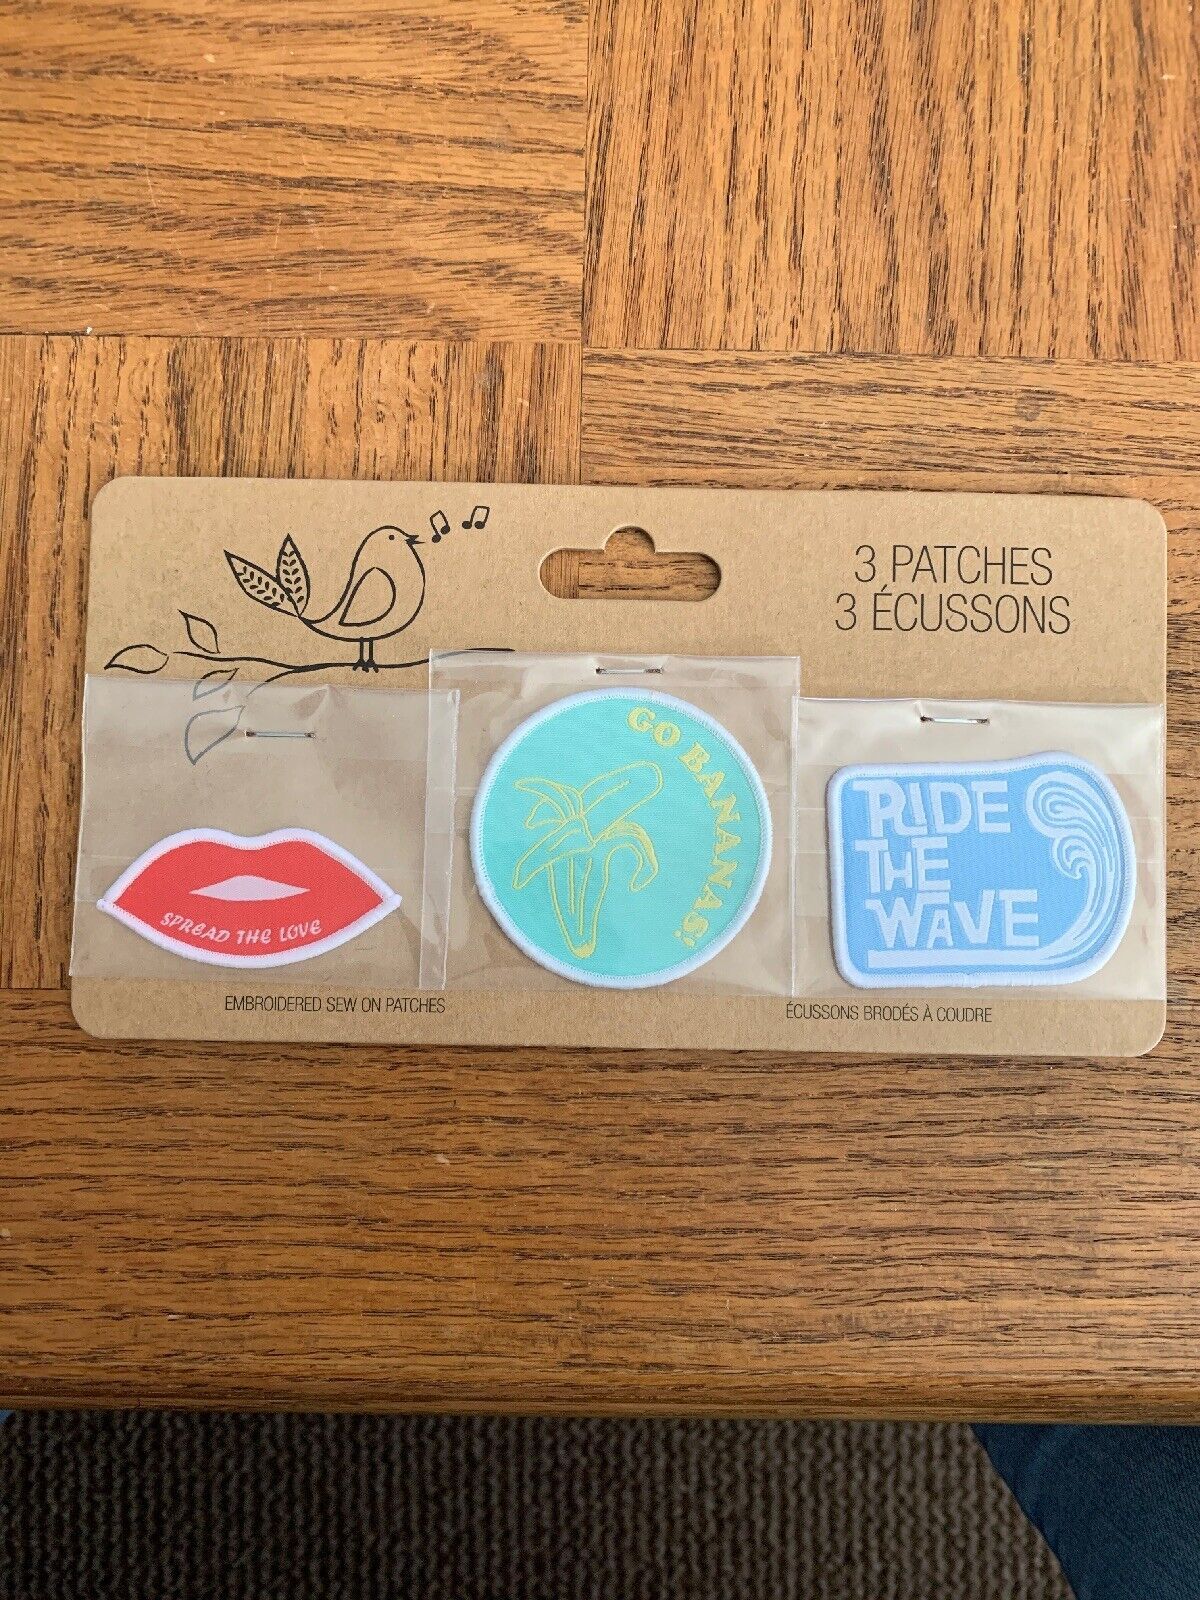 3 PATCHES
3 ÉCUSSONS
SPREAD THE LOVE
GO BANANAS!
RIDE
THE
WAVE
EMBROIDERED SEW ON PATCHES
ÉCUSSONS BRODÉS À COUDRE